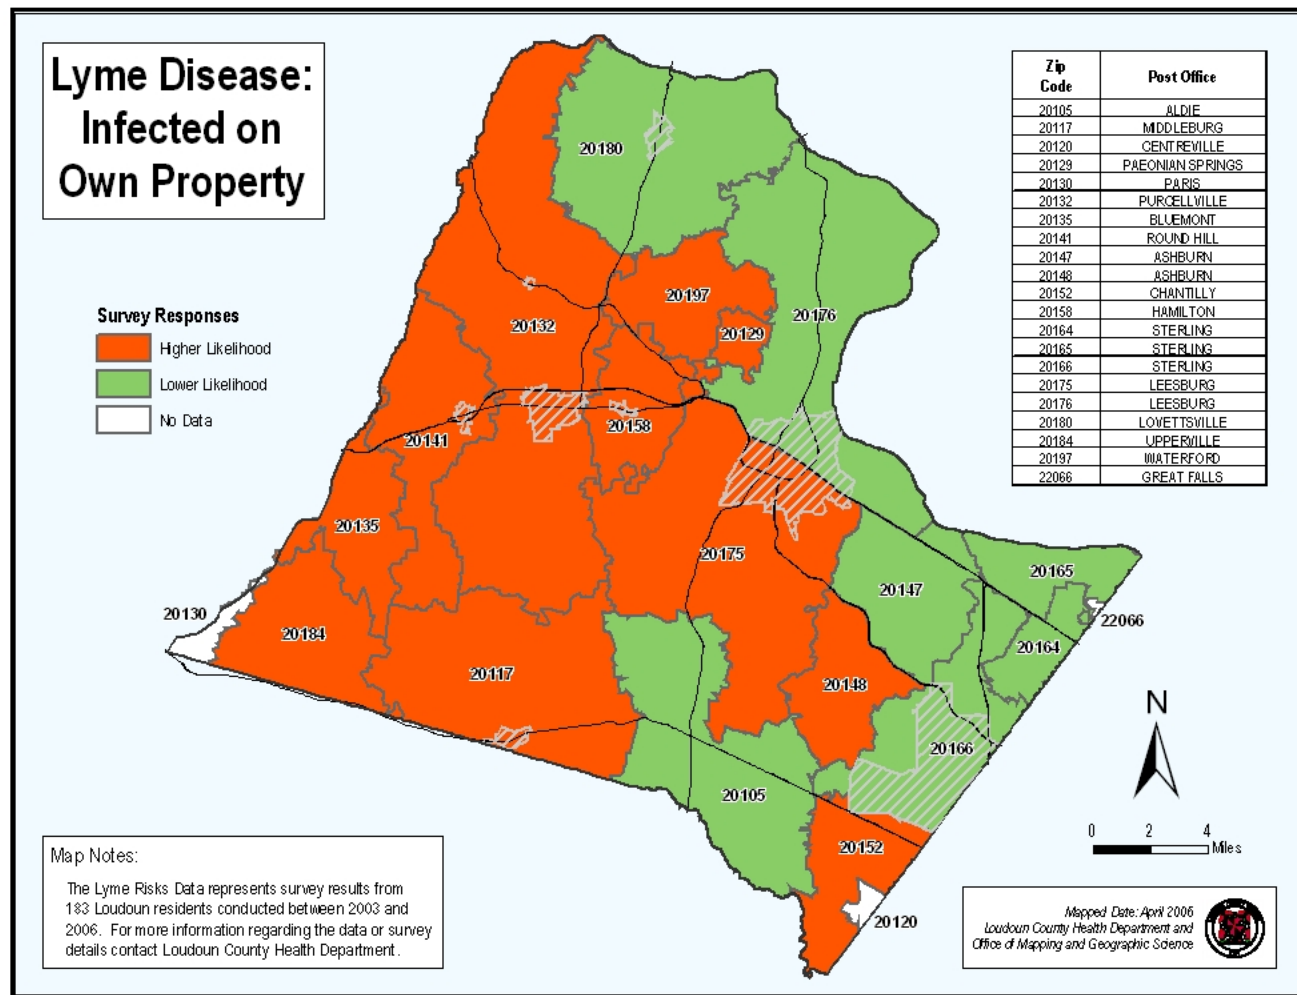 Lyme Disease:
Infected on
Own Property
Zip Code Post Office
20105 ALDIE
20117 MIDDLEBURG
20120 CENTREVILLE
20129 PAEONIAN SPRINGS
20130 PARIS
20132 PURCELLVILLE
20135 BLUEMONT
20141 ROUND HILL
20147 ASHBURN
20148 ASHBURN
20152 CHANTILLY
20158 HAMILTON
20164 STERLING
20165 STERLING
20166 STERLING
20175 LEESBURG
20176 LEESBURG
20180 LOVETTSVILLE
20184 UPPERVILLE
20197 WATERFORD
22066 GREAT FALLS
Survey Responses
Higher Likelihood
Lower Likelihood
No Data
20180
20197
20176
20132
20129
20158
20141
20135
20175
20165
20147
20130
22066
20184
20164
20117
20148
20166
20105
20152
20120
N
0 2 4
Miles
Map Notes:
The Lyme Risks Data represents survey results from
183 Loudoun residents conducted between 2003 and
2006. For more information regarding the data or survey
details contact Loudoun County Health Department.
Mapped Date: April 2006
Loudoun County Health Department and
Office of Mapping and Geographic Science